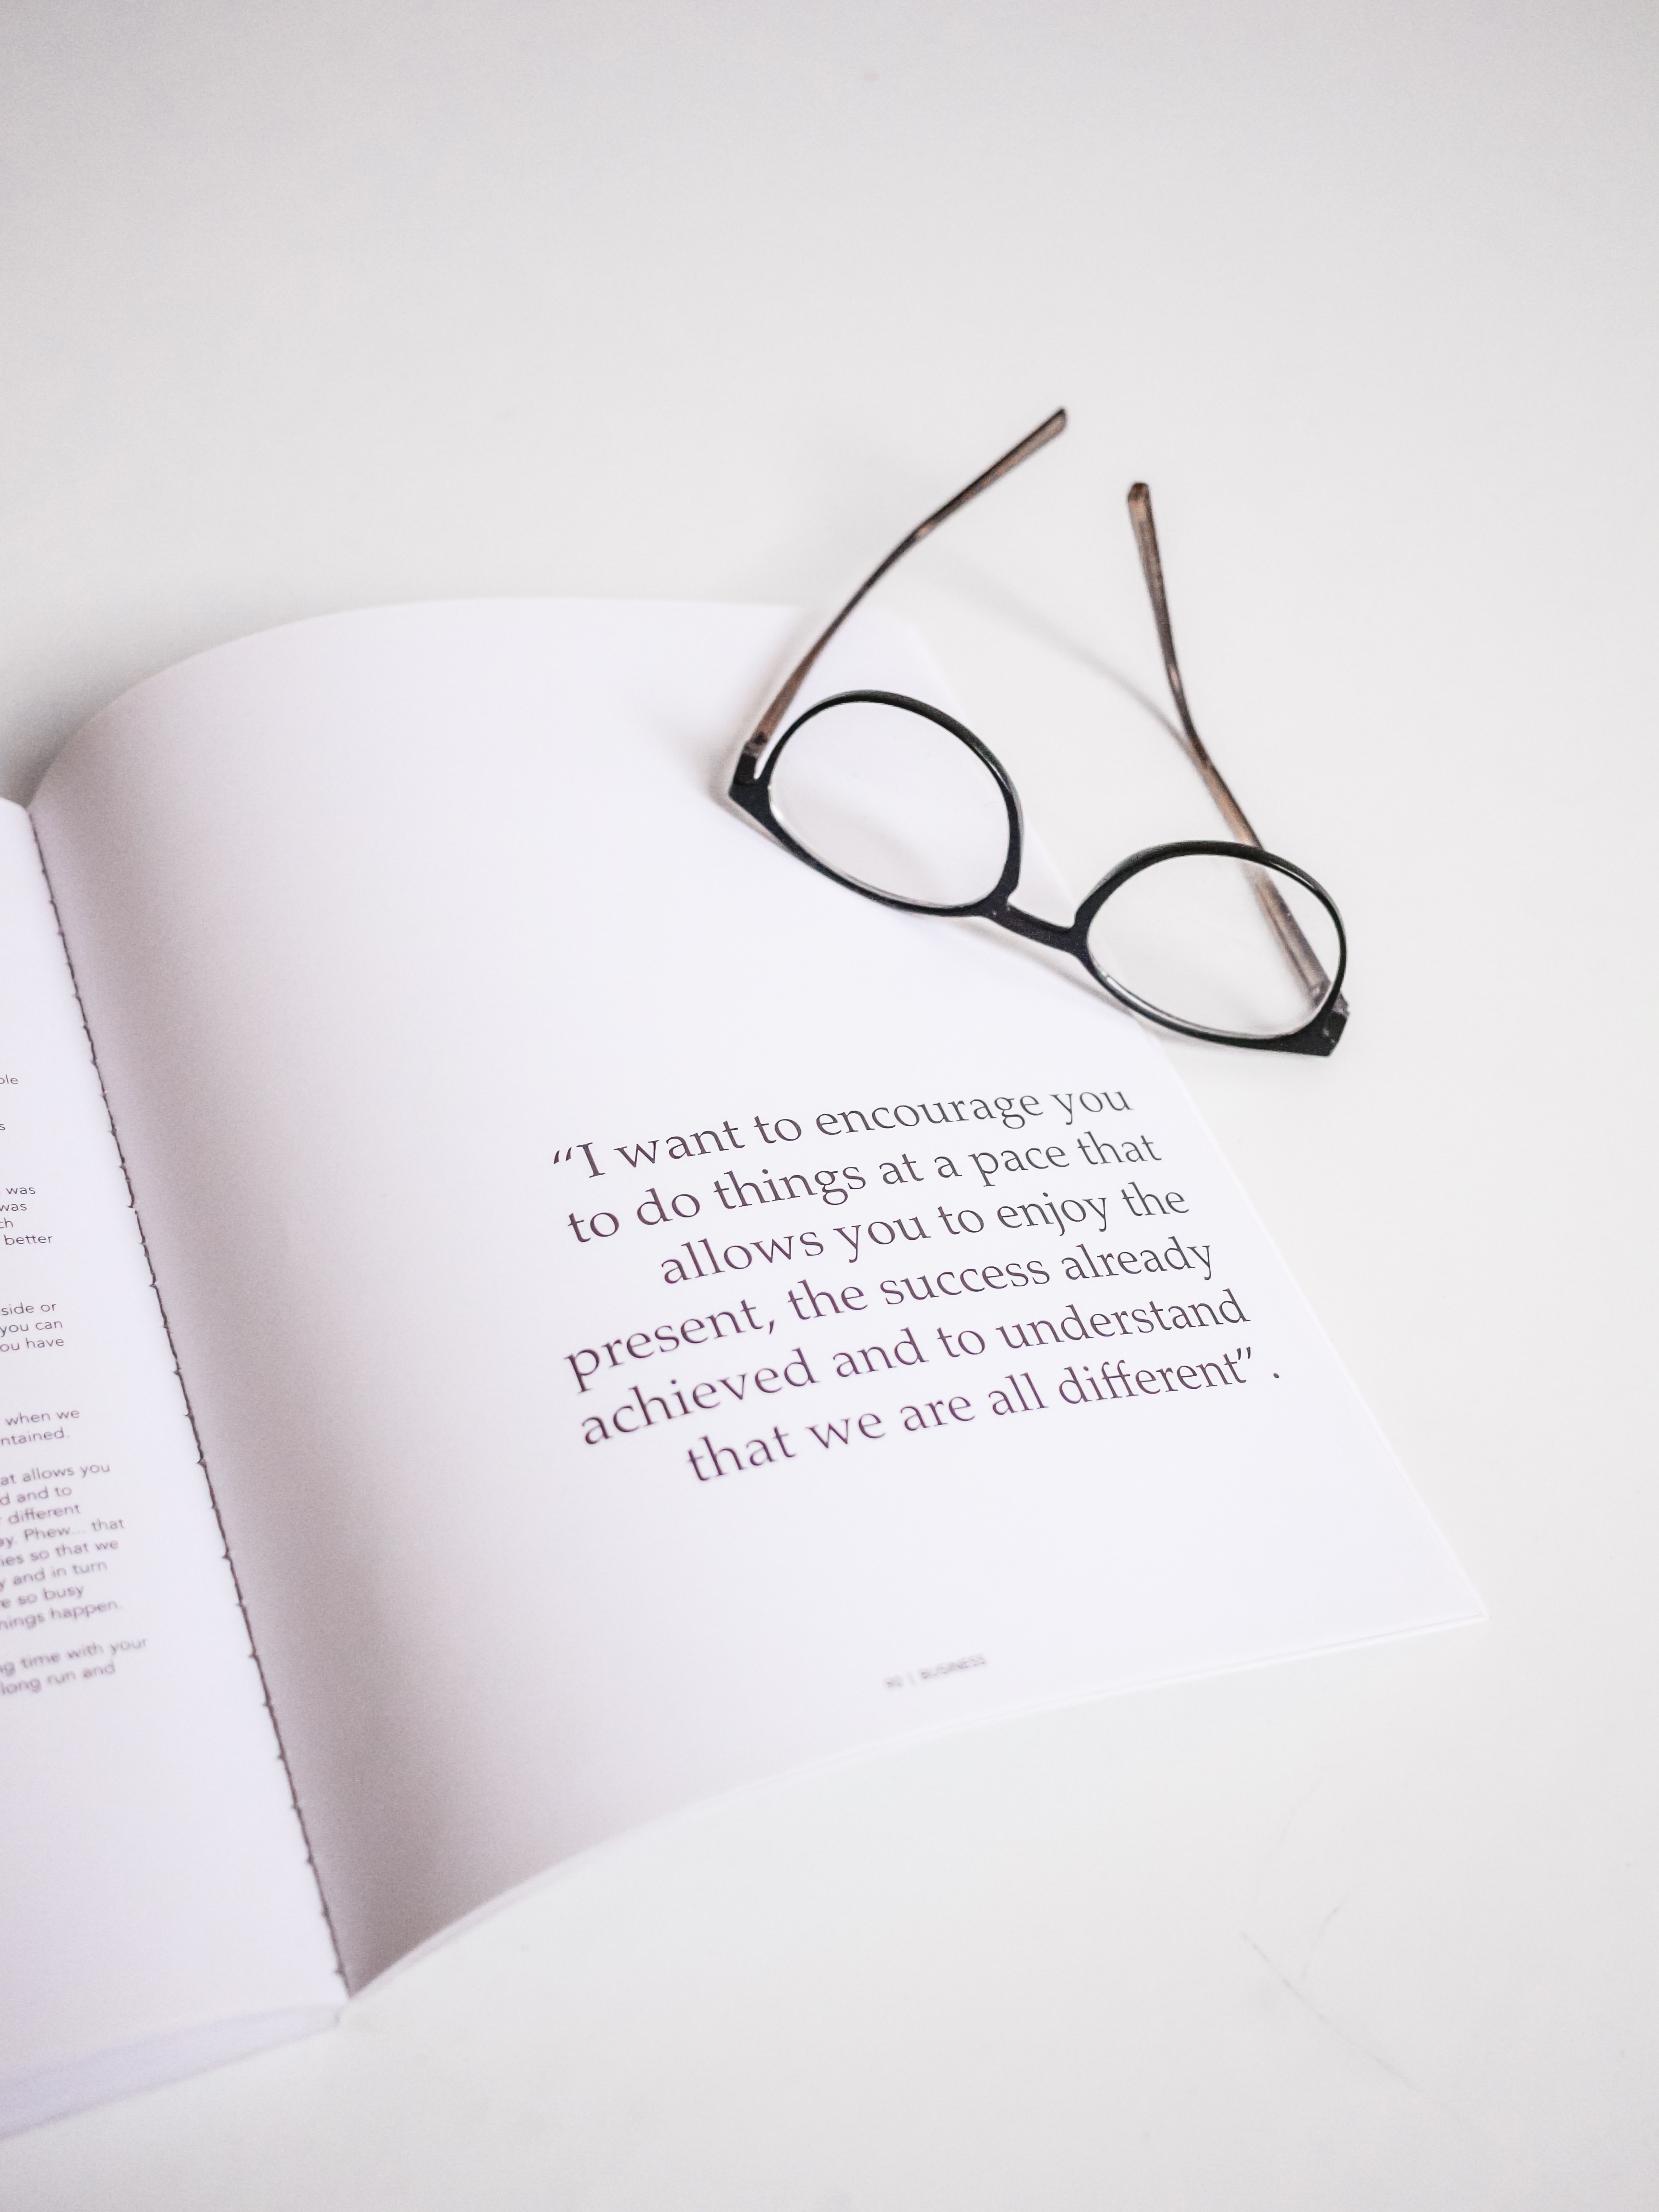 ble
s
was
was
ch
better
side or
you can
ou have
when we
ntained.
at allows you
d and to
different
ay. Phew... that
ies so that we
y and in turn
e so busy
hings happen.
ng time with your
long run and
“I want to encourage you
to do things at a pace that
allows you to enjoy the
present, the success already
achieved and to understand
that we are all different” .
| BUSINESS